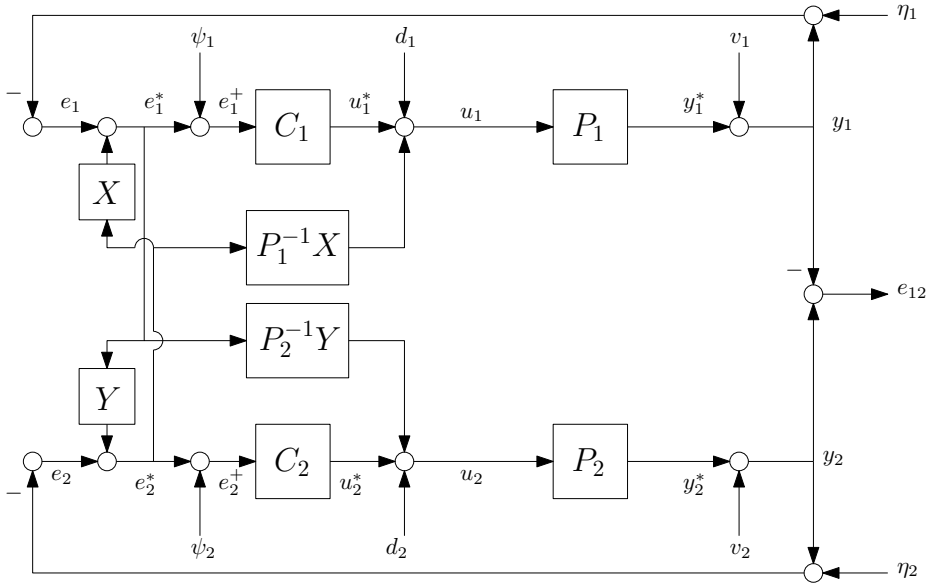 η₁
ψ₁ d₁ v₁
− e₁ e₁* e₁⁺ C₁ u₁* u₁ P₁ y₁* y₁
X
P₁⁻¹X
− e₁₂
P₂⁻¹Y
Y
C₂ P₂ y₂
− e₂ e₂* e₂⁺ u₂* u₂ y₂*
ψ₂ d₂ v₂
η₂